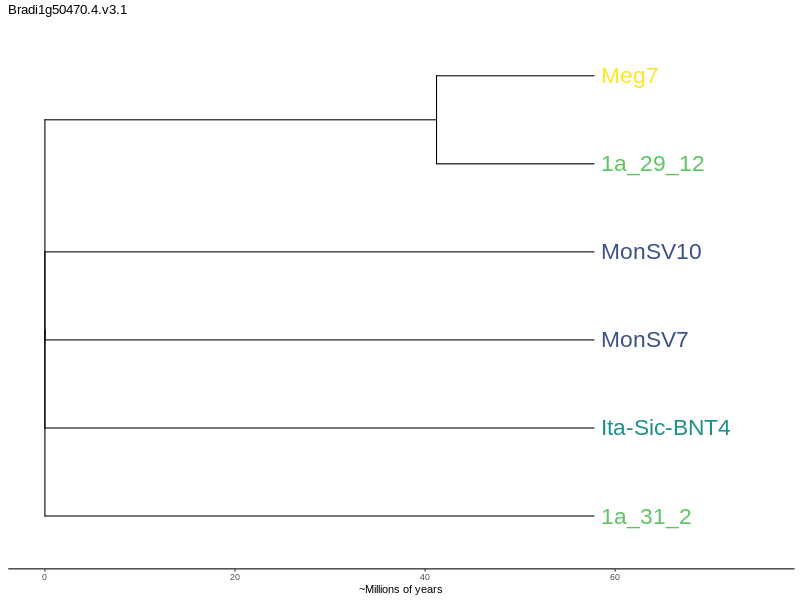 Bradi1g50470.4.v3.1
Meg7
1a_29_12
MonSV10
MonSV7
Ita-Sic-BNT4
1a_31_2
0 20 40 60
~Millions of years